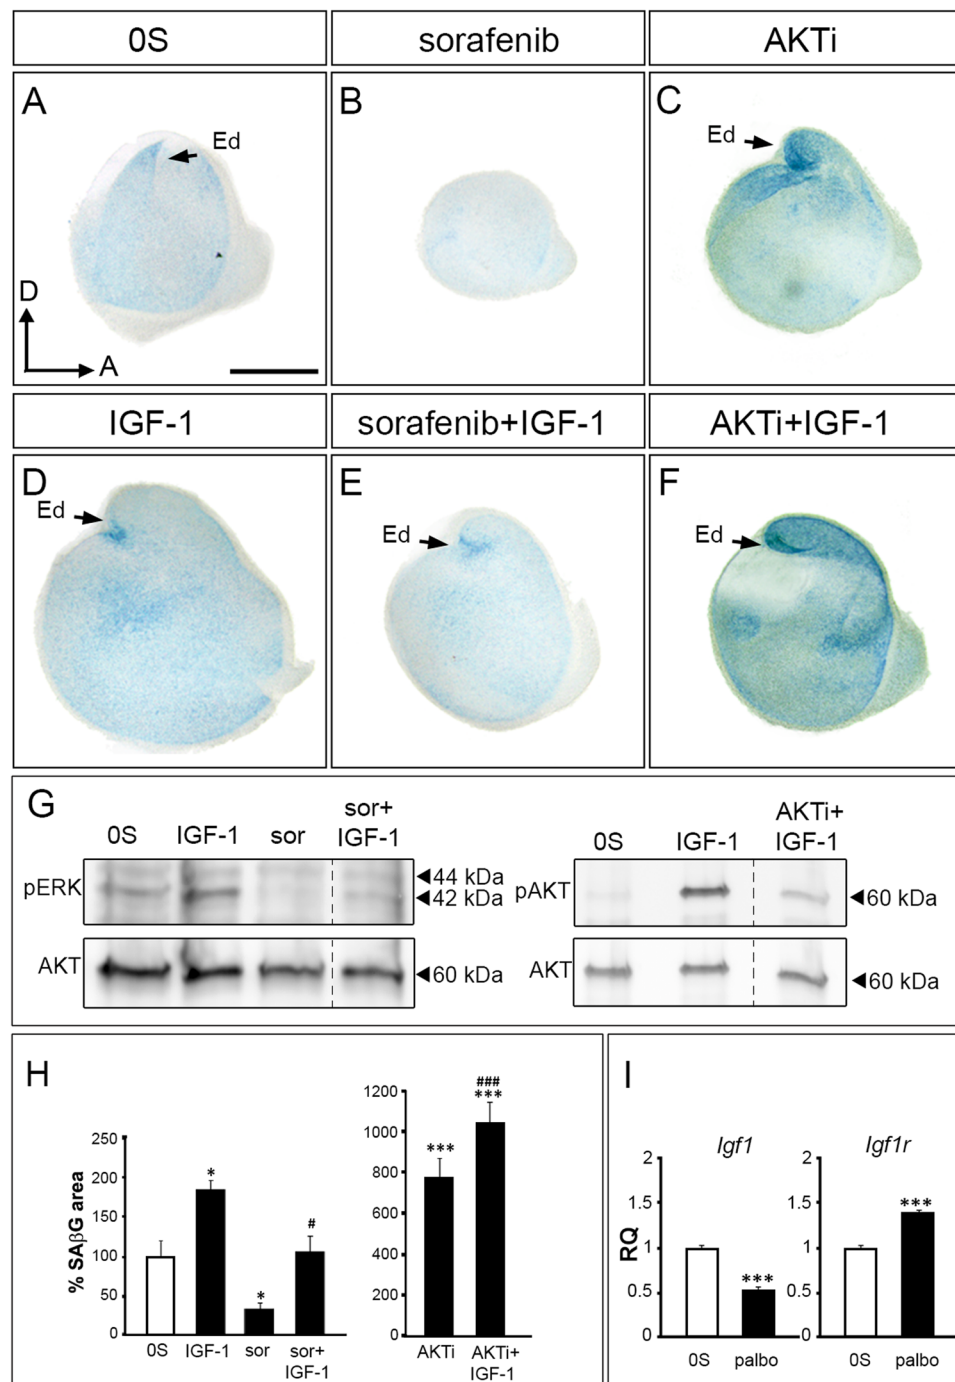 0S sorafenib AKTi
A B C
Ed Ed
D
A
IGF-1 sorafenib+IGF-1 AKTi+IGF-1
D E F
Ed Ed Ed
G
0S IGF-1 sor sor+
IGF-1
0S IGF-1 AKTi+
IGF-1
pERK 44 kDa
42 kDa
pAKT 60 kDa
AKT 60 kDa
AKT 60 kDa
H
% SAβG area
250
200
150
100
50
0
* * #
0S IGF-1 sor sor+
IGF-1
1200
1000
800
600
400
200
0
***
###
***
AKTi AKTi+
IGF-1
I
Igf1 Igf1r
RQ
2
1.5
1
0.5
0
***
0S palbo
2
1.5
1
0.5
0
***
0S palbo